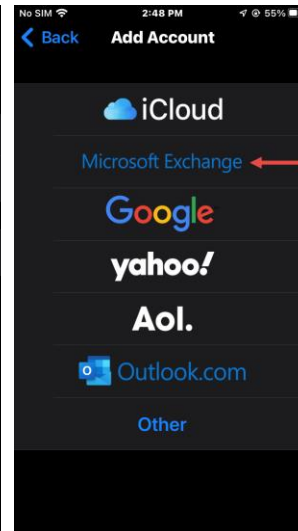 No SIM 2:48 PM 55%
Back Add Account
iCloud
Microsoft Exchange
Google
yahoo!
Aol.
Outlook.com
Other